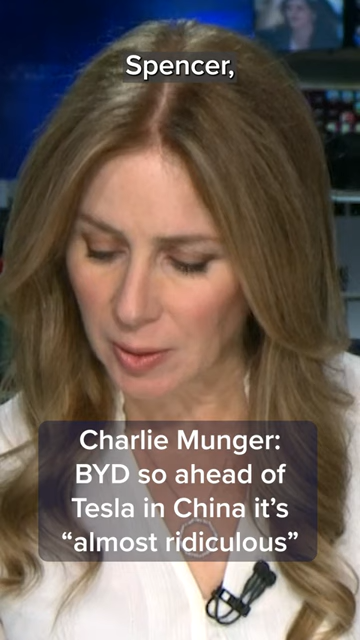 Spencer,
Charlie Munger:
BYD so ahead of
Tesla in China it’s
“almost ridiculous”